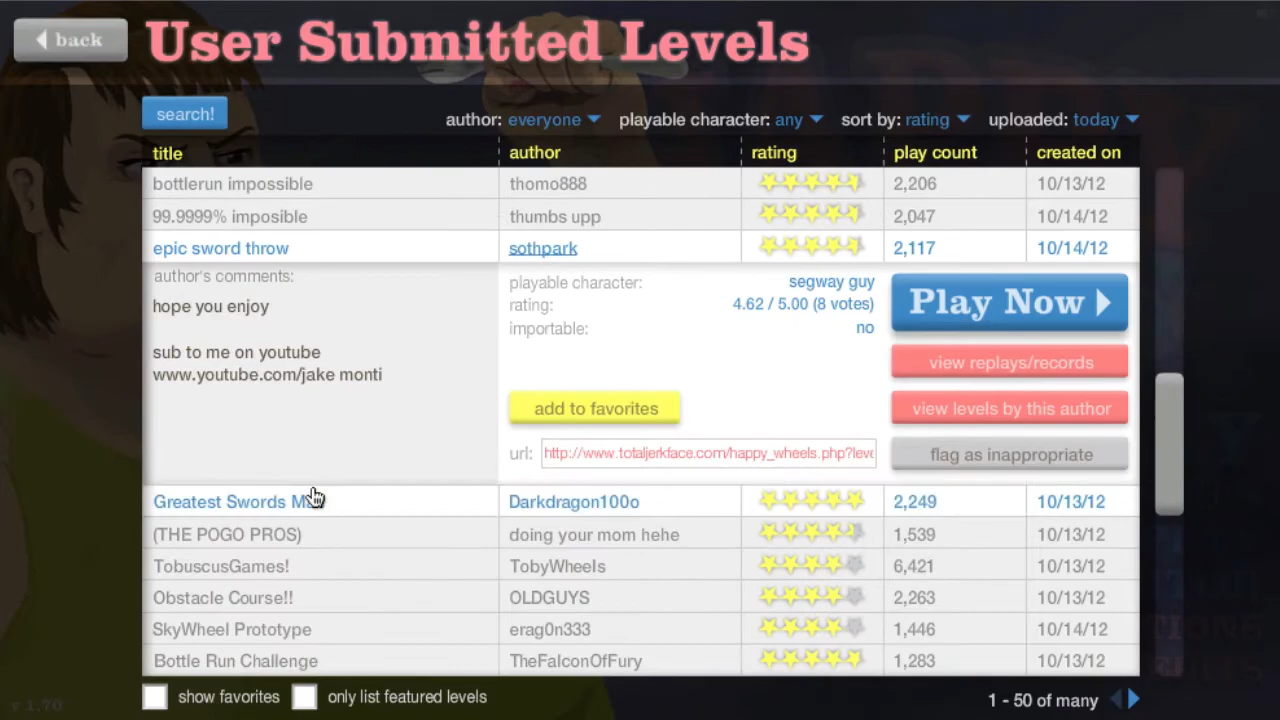 back
User Submitted Levels
search!
author: everyone playable character: any sort by: rating uploaded: today
title author rating play count created on
bottlerun impossible thomo888 2,206 10/13/12
99.9999% imposible thumbs upp 2,047 10/14/12
epic sword throw sothpark 2,117 10/14/12
author's comments:
hope you enjoy
sub to me on youtube
www.youtube.com/jake monti
playable character: segway guy
rating: 4.62 / 5.00 (8 votes)
importable: no
add to favorites
url: http://www.totaljerkface.com/happy_wheels.php?leve
Play Now
view replays/records
view levels by this author
flag as inappropriate
Greatest Swords Darkdragon100o 2,249 10/13/12
(THE POGO PROS) doing your mom hehe 1,539 10/13/12
TobuscusGames! TobyWheels 6,421 10/13/12
Obstacle Course!! OLDGUYS 2,263 10/13/12
SkyWheel Prototype erag0n333 1,446 10/14/12
Bottle Run Challenge TheFalconOfFury 1,283 10/13/12
show favorites only list featured levels 1 - 50 of many
v 1.70